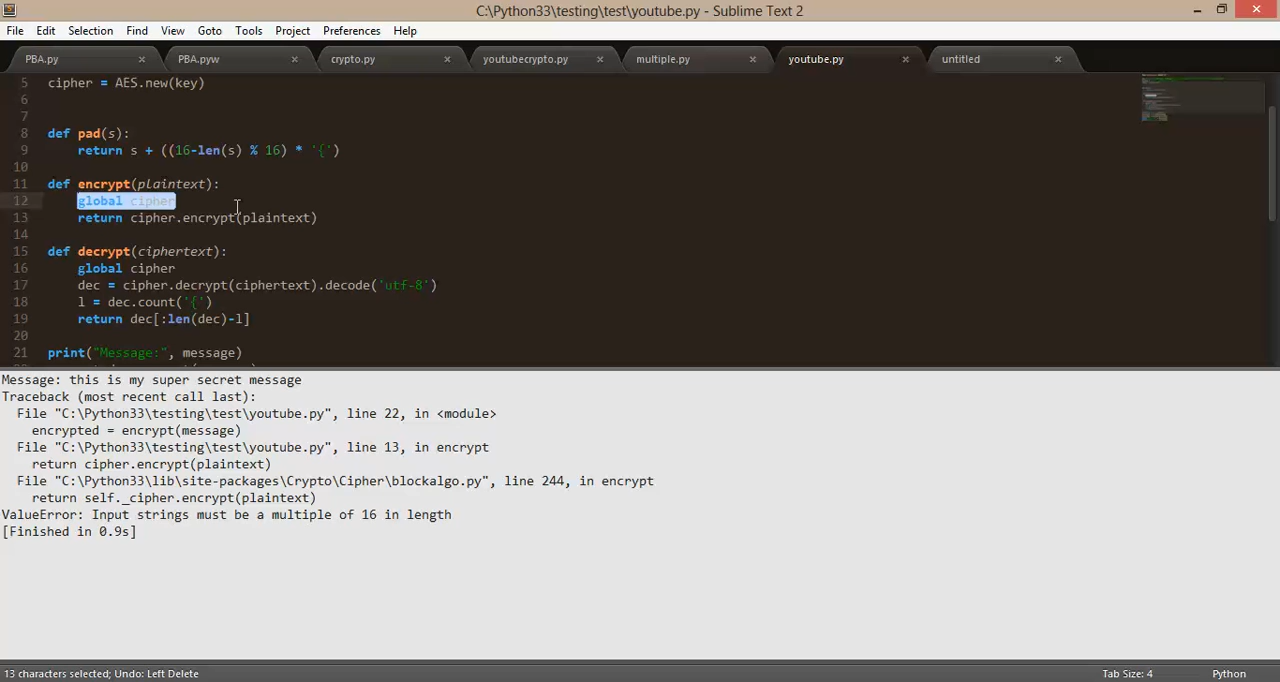 C:\Python33\testing\test\youtube.py - Sublime Text 2
File Edit Selection Find View Goto Tools Project Preferences Help
PBA.py PBA.pyw crypto.py youtubecrypto.py multiple.py youtube.py untitled
5 cipher = AES.new(key)
6
7
8 def pad(s):
9 return s + ((16-len(s) % 16) * '{')
10
11 def encrypt(plaintext):
12 global cipher
13 return cipher.encrypt(plaintext)
14
15 def decrypt(ciphertext):
16 global cipher
17 dec = cipher.decrypt(ciphertext).decode('utf-8')
18 l = dec.count('{')
19 return dec[:len(dec)-l]
20
21 print("Message:", message)
Message: this is my super secret message
Traceback (most recent call last):
File "C:\Python33\testing\test\youtube.py", line 22, in <module>
encrypted = encrypt(message)
File "C:\Python33\testing\test\youtube.py", line 13, in encrypt
return cipher.encrypt(plaintext)
File "C:\Python33\lib\site-packages\Crypto\Cipher\blockalgo.py", line 244, in encrypt
return self._cipher.encrypt(plaintext)
ValueError: Input strings must be a multiple of 16 in length
[Finished in 0.9s]
13 characters selected; Undo: Left Delete Tab Size: 4 Python